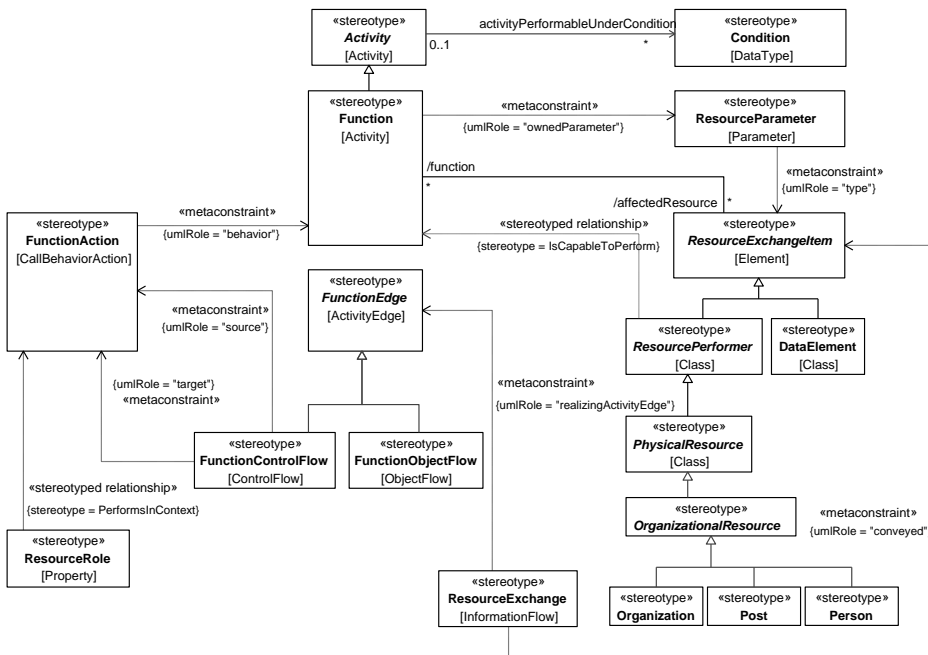 «stereotype»
Activity
[Activity]
activityPerformableUnderCondition
0..1
*
«stereotype»
Condition
[DataType]
«stereotype»
Function
[Activity]
«metaconstraint»
{umlRole = "ownedParameter"}
«stereotype»
ResourceParameter
[Parameter]
/function
*
/affectedResource
*
«metaconstraint»
{umlRole = "type"}
«stereotype»
FunctionAction
[CallBehaviorAction]
«metaconstraint»
{umlRole = "behavior"}
«stereotyped relationship»
{stereotype = IsCapableToPerform}
«stereotype»
ResourceExchangeItem
[Element]
«stereotype»
FunctionEdge
[ActivityEdge]
«metaconstraint»
{umlRole = "source"}
«stereotype»
ResourcePerformer
[Class]
«stereotype»
DataElement
[Class]
{umlRole = "target"}
«metaconstraint»
«metaconstraint»
{umlRole = "realizingActivityEdge"}
«stereotype»
FunctionControlFlow
[ControlFlow]
«stereotype»
FunctionObjectFlow
[ObjectFlow]
«stereotype»
PhysicalResource
[Class]
«stereotyped relationship»
{stereotype = PerformsInContext}
«stereotype»
OrganizationalResource
«metaconstraint»
{umlRole = "conveyed"
«stereotype»
ResourceRole
[Property]
«stereotype»
ResourceExchange
[InformationFlow]
«stereotype»
Organization
«stereotype»
Post
«stereotype»
Person